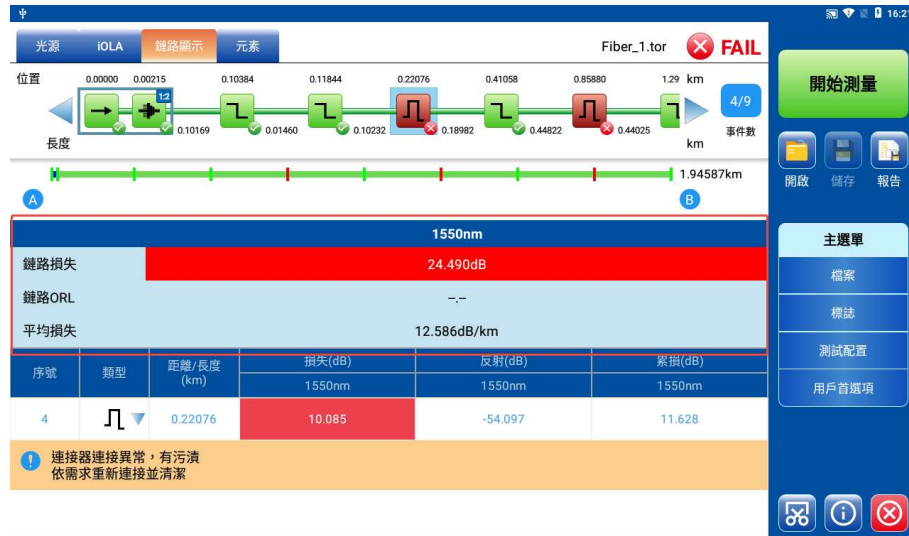 16:21
光源 iOLA 鏈路顯示 元素 Fiber_1.tor FAIL
位置 0.00000 0.00215 0.10384 0.11844 0.22076 0.41058 0.85880 1.29 km
1:2
4/9
0.10169 0.01460 0.10232 0.18982 0.44822 0.44025
事件數
長度 km
1.94587km
A B
1550nm
鏈路損失 24.490dB
鏈路ORL --.--
平均損失 12.586dB/km
序號 類型 距離/長度 (km) 損失(dB) 反射(dB) 累損(dB)
1550nm 1550nm 1550nm
4 0.22076 10.085 -54.097 11.628
連接器連接異常，有污漬
依需求重新連接並清潔
開始測量
開啟 儲存 報告
主選單
檔案
標誌
測試配置
用戶首選項